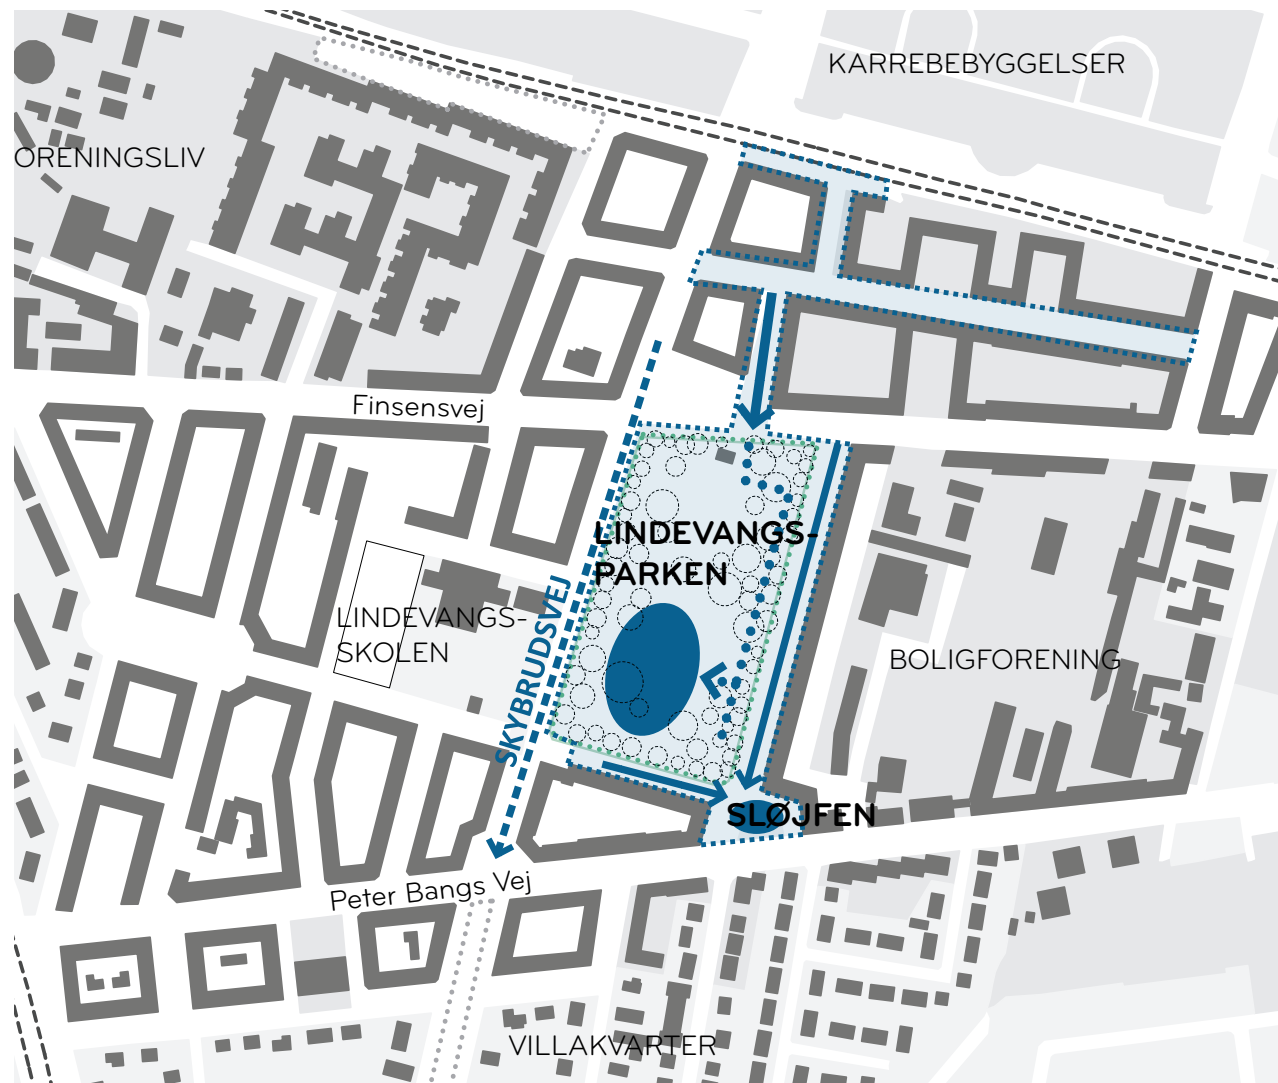 KARREBEBYGGELSER
ORENINGSLIV
Finsensvej
LINDEVANGS-
PARKEN
SKYBRUDSVEJ
LINDEVANGS-
SKOLEN
BOLIGFORENING
SLØJFEN
Peter Bangs Vej
VILLAKVARTER